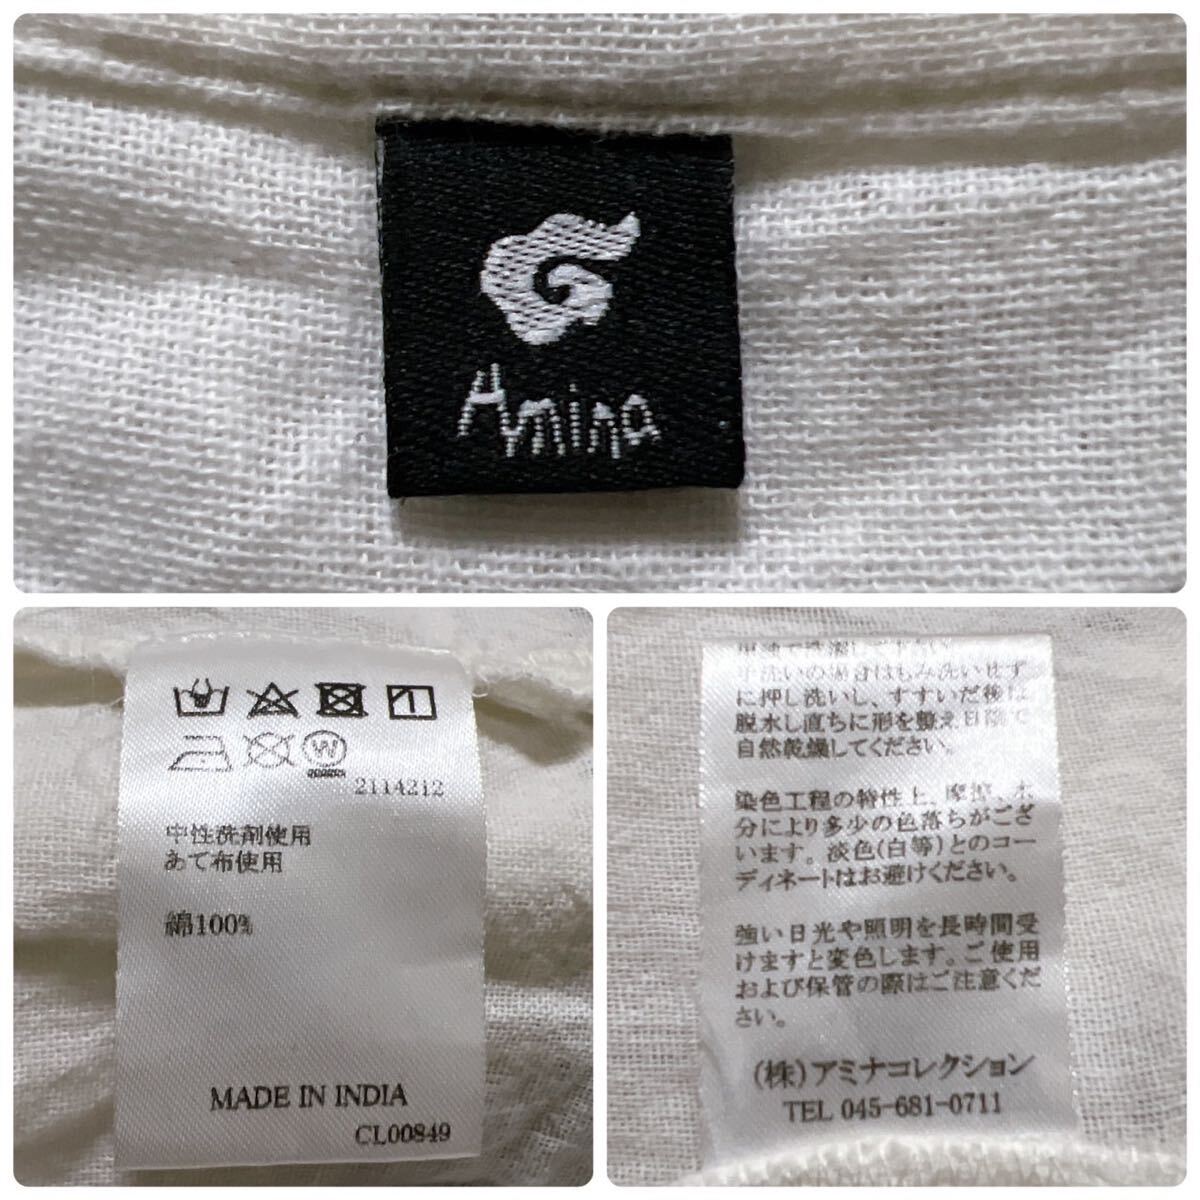 Amina
W
2114212
中性洗剤使用
あて布使用
綿100%
MADE IN INDIA
CL00849
手洗いの場合はもみ洗いせず
に押し洗いし、すすいだ後は
脱水し直ちに形を整え日陰で
自然乾燥してください。
染色工程の特性上、摩擦、水
分により多少の色落ちがござ
います。淡色(白等)とのコー
ディネートはお避けください。
強い日光や照明を長時間受
けますと変色します。ご使用
および保管の際はご注意くだ
さい。
(株)アミナコレクション
TEL 045-681-0711